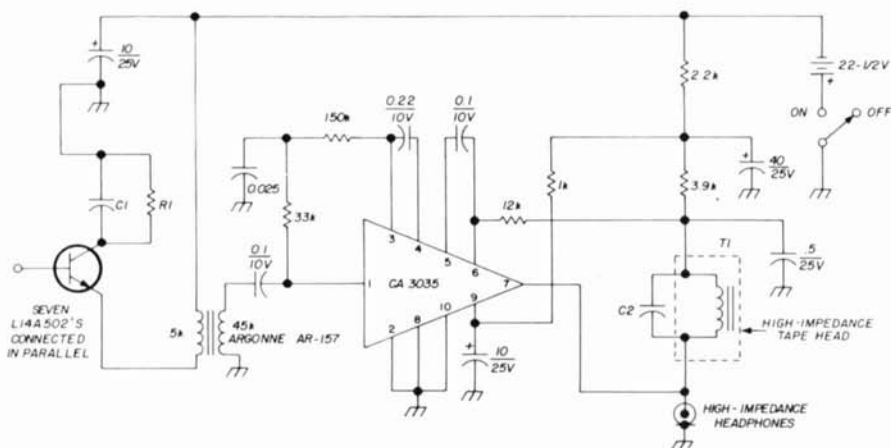 +
10
25V
C1
R1
SEVEN
L14A502'S
CONNECTED
IN PARALLEL
5k
45k
ARGONNE AR-157
0.025
150k
33k
0.1
10V
0.22
10V
0.1
10V
1
2
3
4
5
6
7
8
9
10
CA 3035
+
10
25V
12k
1k
2.2k
3.9k
+
40
25V
.5
25V
22-1/2V
+
ON
OFF
T1
C2
HIGH-IMPEDANCE
TAPE HEAD
HIGH-IMPEDANCE
HEADPHONES